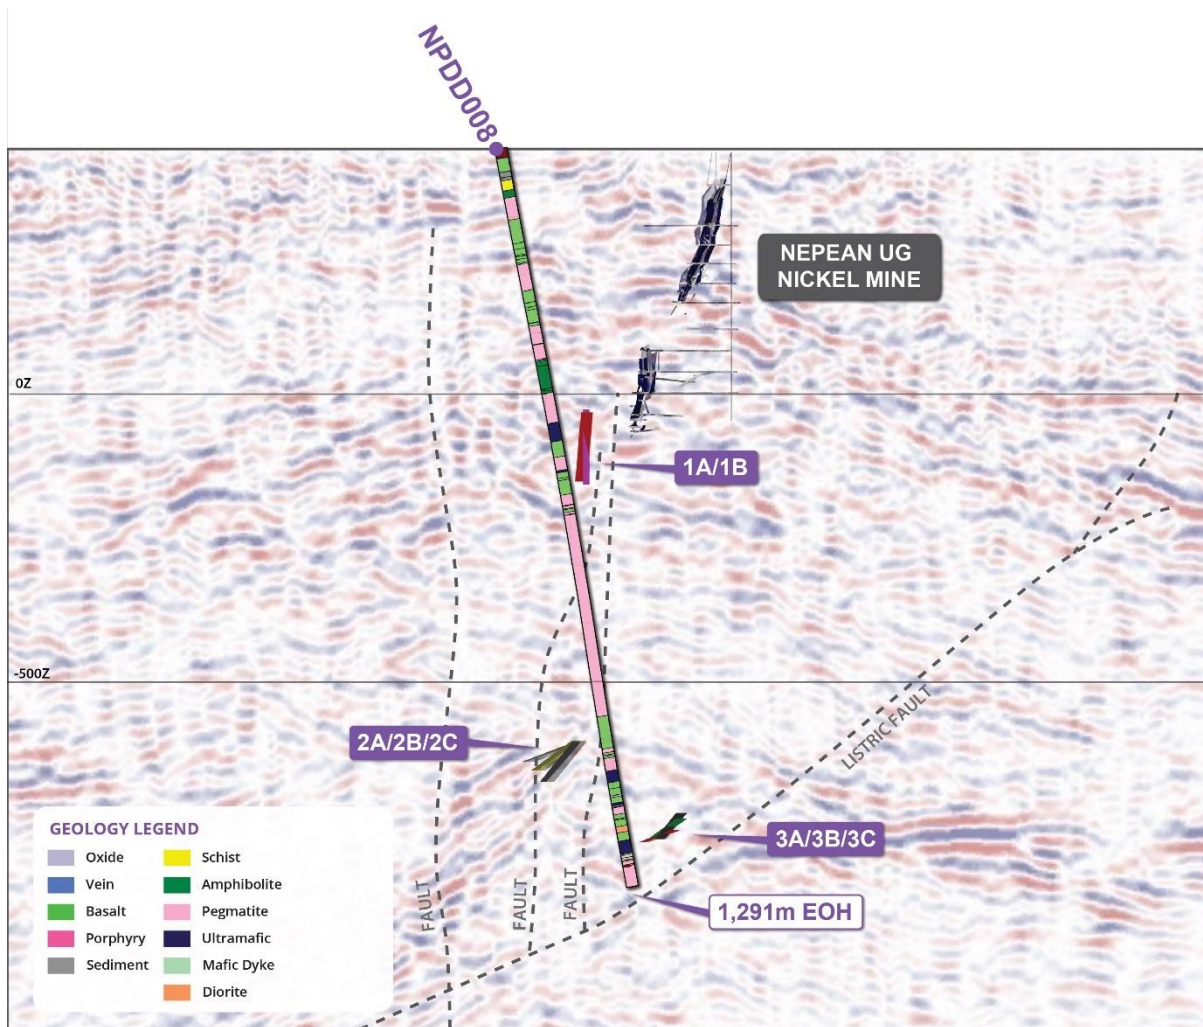 NPDD008
NEPEAN UG
NICKEL MINE
0Z
1A/1B
-500Z
2A/2B/2C
LISTRIC FAULT
3A/3B/3C
FAULT
FAULT
FAULT
1,291m EOH
GEOLOGY LEGEND
Oxide
Vein
Basalt
Porphyry
Sediment
Schist
Amphibolite
Pegmatite
Ultramafic
Mafic Dyke
Diorite